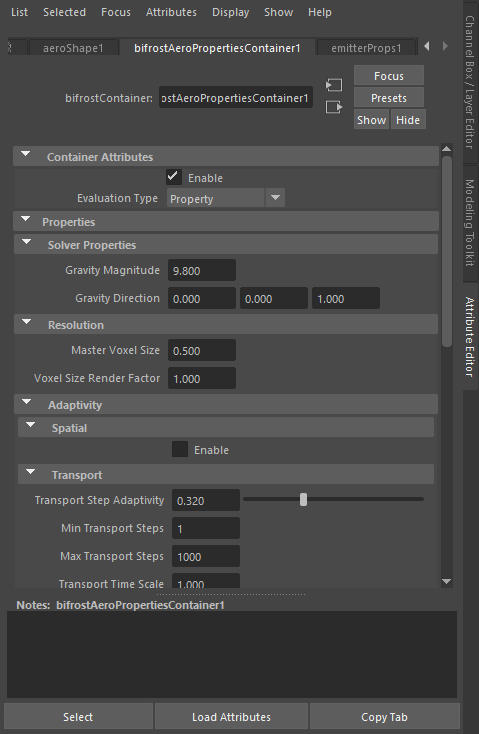 List Selected Focus Attributes Display Show Help
aeroShape1 bifrostAeroPropertiesContainer1 emitterProps1
Focus
bifrostContainer: ostAeroPropertiesContainer1
Presets
Show Hide
Container Attributes
Enable
Evaluation Type Property
Properties
Solver Properties
Gravity Magnitude 9.800
Gravity Direction 0.000 0.000 1.000
Resolution
Master Voxel Size 0.500
Voxel Size Render Factor 1.000
Adaptivity
Spatial
Enable
Transport
Transport Step Adaptivity 0.320
Min Transport Steps 1
Max Transport Steps 1000
Transport Time Scale 1.000
Notes: bifrostAeroPropertiesContainer1
Select Load Attributes Copy Tab
Channel Box / Layer Editor
Modeling Toolkit
Attribute Editor